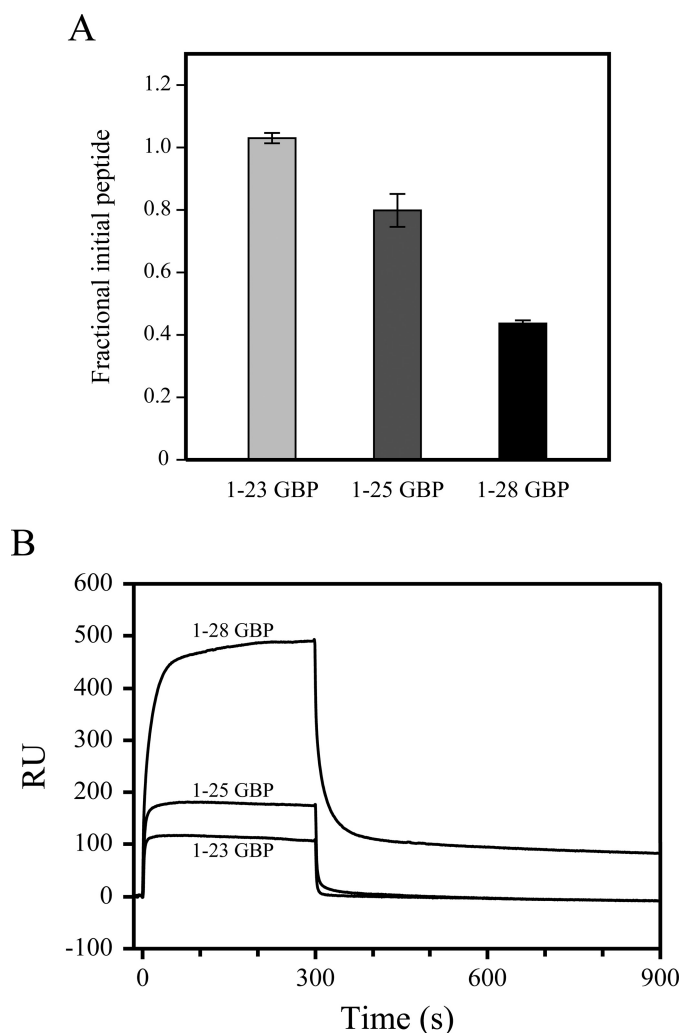 A
Fractional initial peptide
1.2
1.0
0.8
0.6
0.4
0.2
0
1-23 GBP 1-25 GBP 1-28 GBP
B
RU
600
500
400
300
200
100
0
-100
1-28 GBP
1-25 GBP
1-23 GBP
0 300 600 900
Time (s)